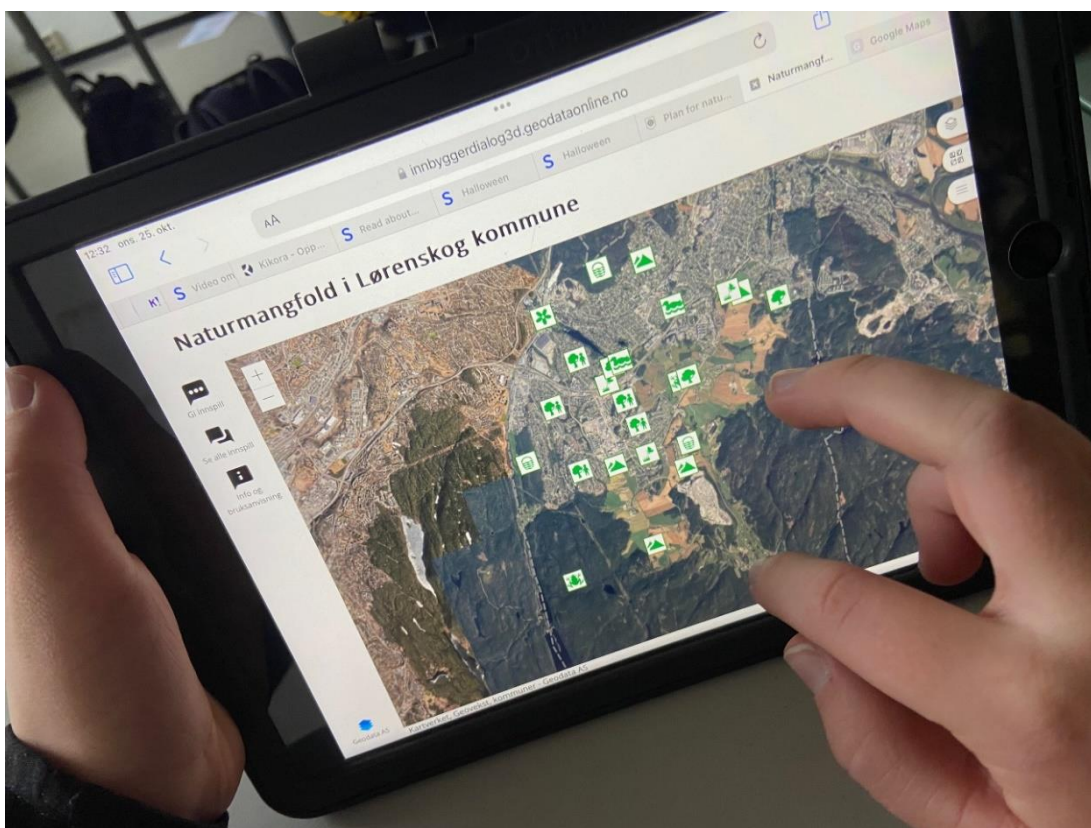 12:32 ons. 25. okt.
AA
innbyggerdialog3d.geodataonline.no
K!
Video om
Kikora - Opp...
Read about...
Halloween
Halloween
Plan for natu...
Naturmangf...
Google Maps
Naturmangfold i Lørenskog kommune
+
−
Gi innspill
Se alle innspill
Info og
bruksanvisning
Geodata AS
Kartverket, Geovekst, kommuner - Geodata AS